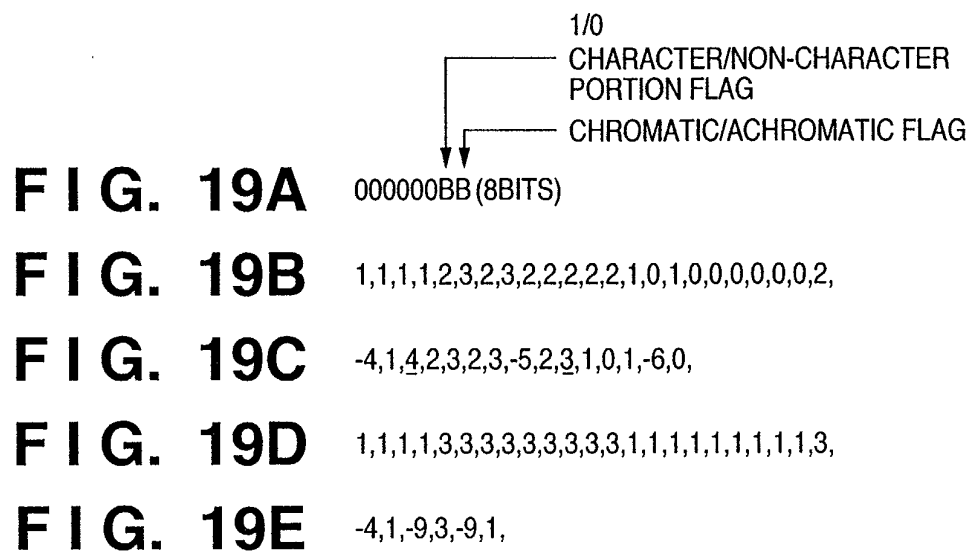 1/0
CHARACTER/NON-CHARACTER
PORTION FLAG
CHROMATIC/ACHROMATIC FLAG
FIG. 19A 000000BB (8BITS)
FIG. 19B 1,1,1,1,2,3,2,3,2,2,2,2,2,1,0,1,0,0,0,0,0,0,2,
FIG. 19C -4,1,4,2,3,2,3,-5,2,3,1,0,1,-6,0,
FIG. 19D 1,1,1,1,3,3,3,3,3,3,3,3,3,1,1,1,1,1,1,1,1,1,3,
FIG. 19E -4,1,-9,3,-9,1,